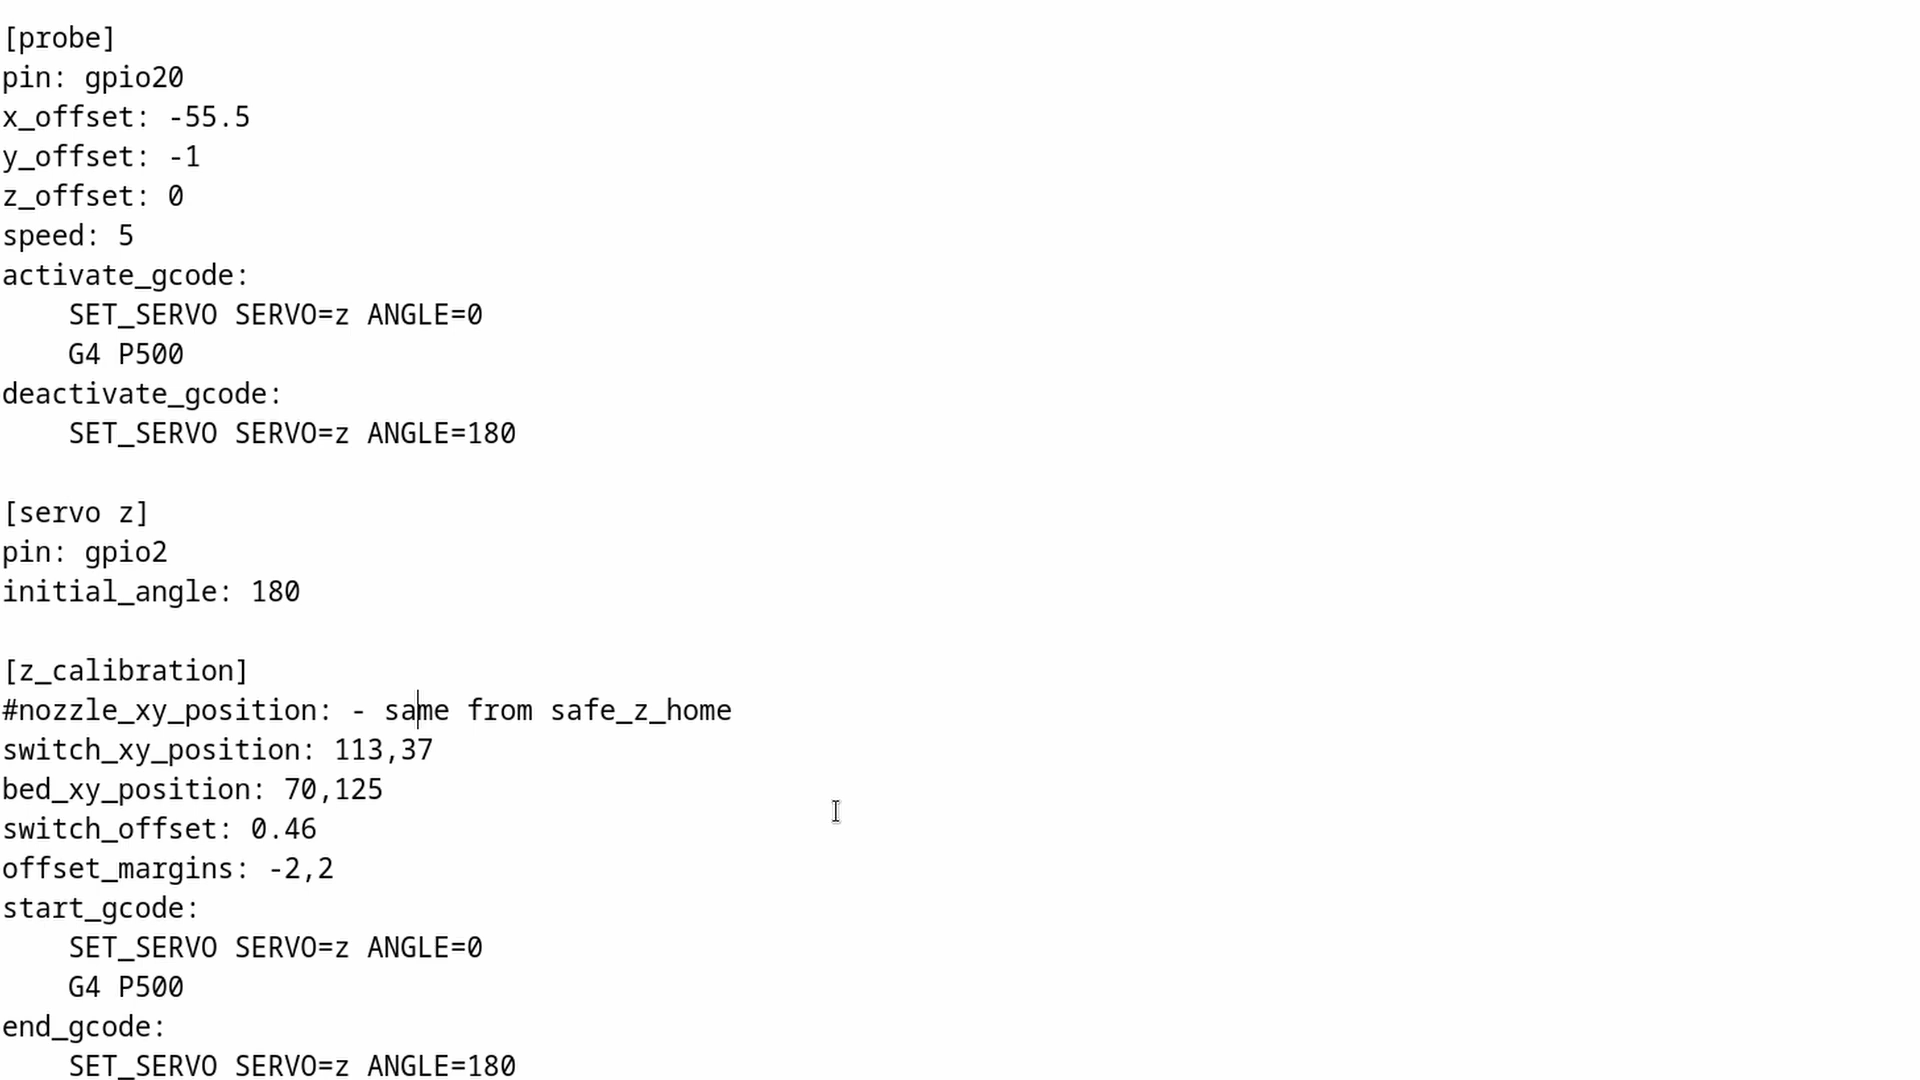 [probe]
pin: gpio20
x_offset: -55.5
y_offset: -1
z_offset: 0
speed: 5
activate_gcode:
    SET_SERVO SERVO=z ANGLE=0
    G4 P500
deactivate_gcode:
    SET_SERVO SERVO=z ANGLE=180

[servo z]
pin: gpio2
initial_angle: 180

[z_calibration]
#nozzle_xy_position: - same from safe_z_home
switch_xy_position: 113,37
bed_xy_position: 70,125
switch_offset: 0.46
offset_margins: -2,2
start_gcode:
    SET_SERVO SERVO=z ANGLE=0
    G4 P500
end_gcode:
    SET_SERVO SERVO=z ANGLE=180